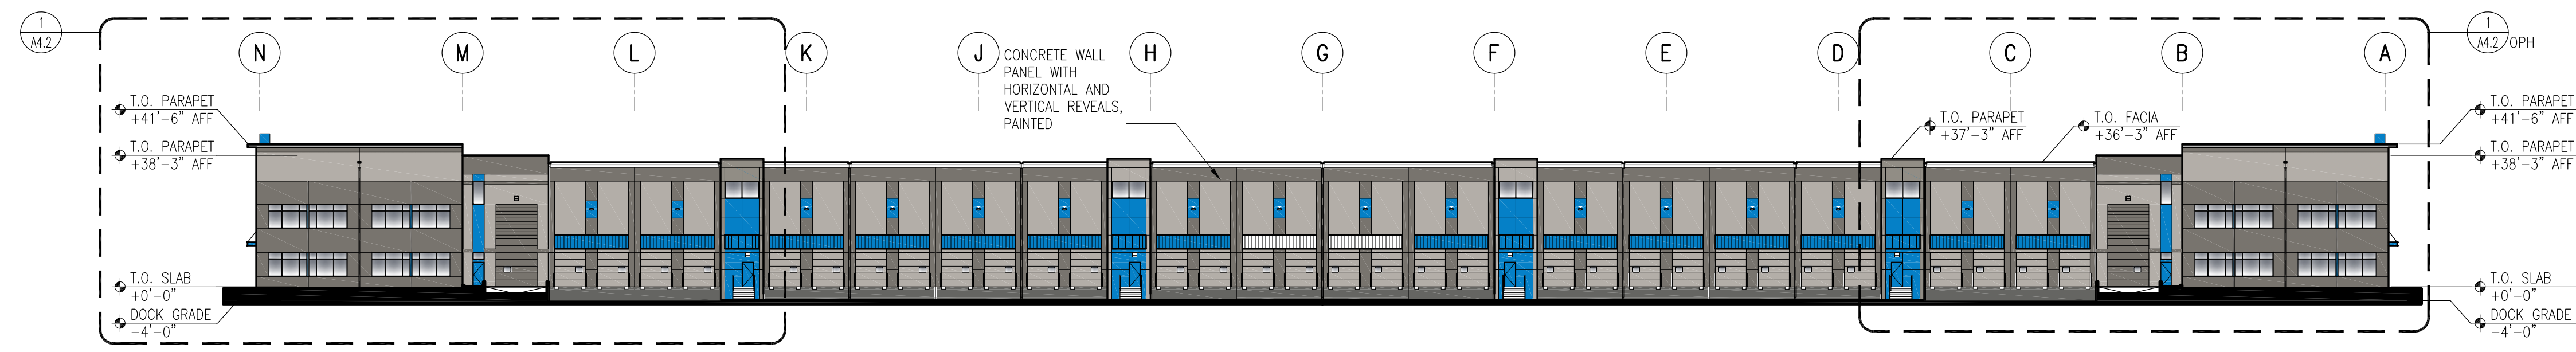 1
A4.2
N
M
L
K
J
H
G
F
E
D
C
B
A
1
A4.2 OPH
CONCRETE WALL
PANEL WITH
HORIZONTAL AND
VERTICAL REVEALS,
PAINTED
T.O. PARAPET
+41'-6" AFF
T.O. PARAPET
+38'-3" AFF
T.O. SLAB
+0'-0"
DOCK GRADE
-4'-0"
T.O. PARAPET
+37'-3" AFF
T.O. FACIA
+36'-3" AFF
T.O. PARAPET
+41'-6" AFF
T.O. PARAPET
+38'-3" AFF
T.O. SLAB
+0'-0"
DOCK GRADE
-4'-0"